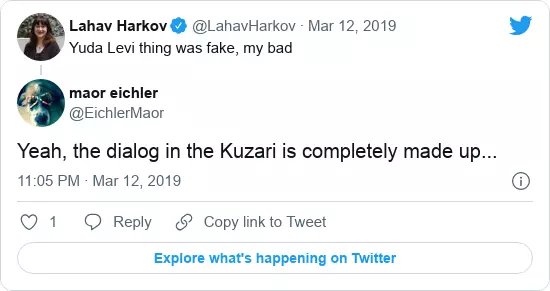 Lahav Harkov @LahavHarkov · Mar 12, 2019
Yuda Levi thing was fake, my bad
maor eichler
@EichlerMaor
Yeah, the dialog in the Kuzari is completely made up...
11:05 PM · Mar 12, 2019
1 Reply Copy link to Tweet
Explore what's happening on Twitter